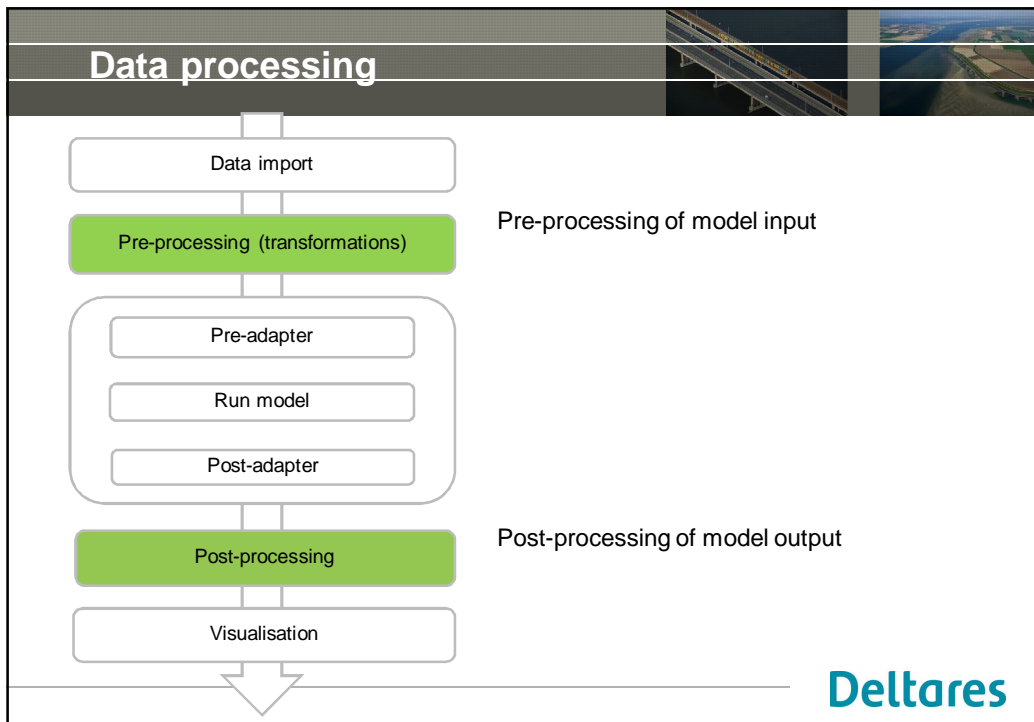 Data processing
Data import
Pre-processing (transformations)
Pre-processing of model input
Pre-adapter
Run model
Post-adapter
Post-processing
Post-processing of model output
Visualisation
Deltares